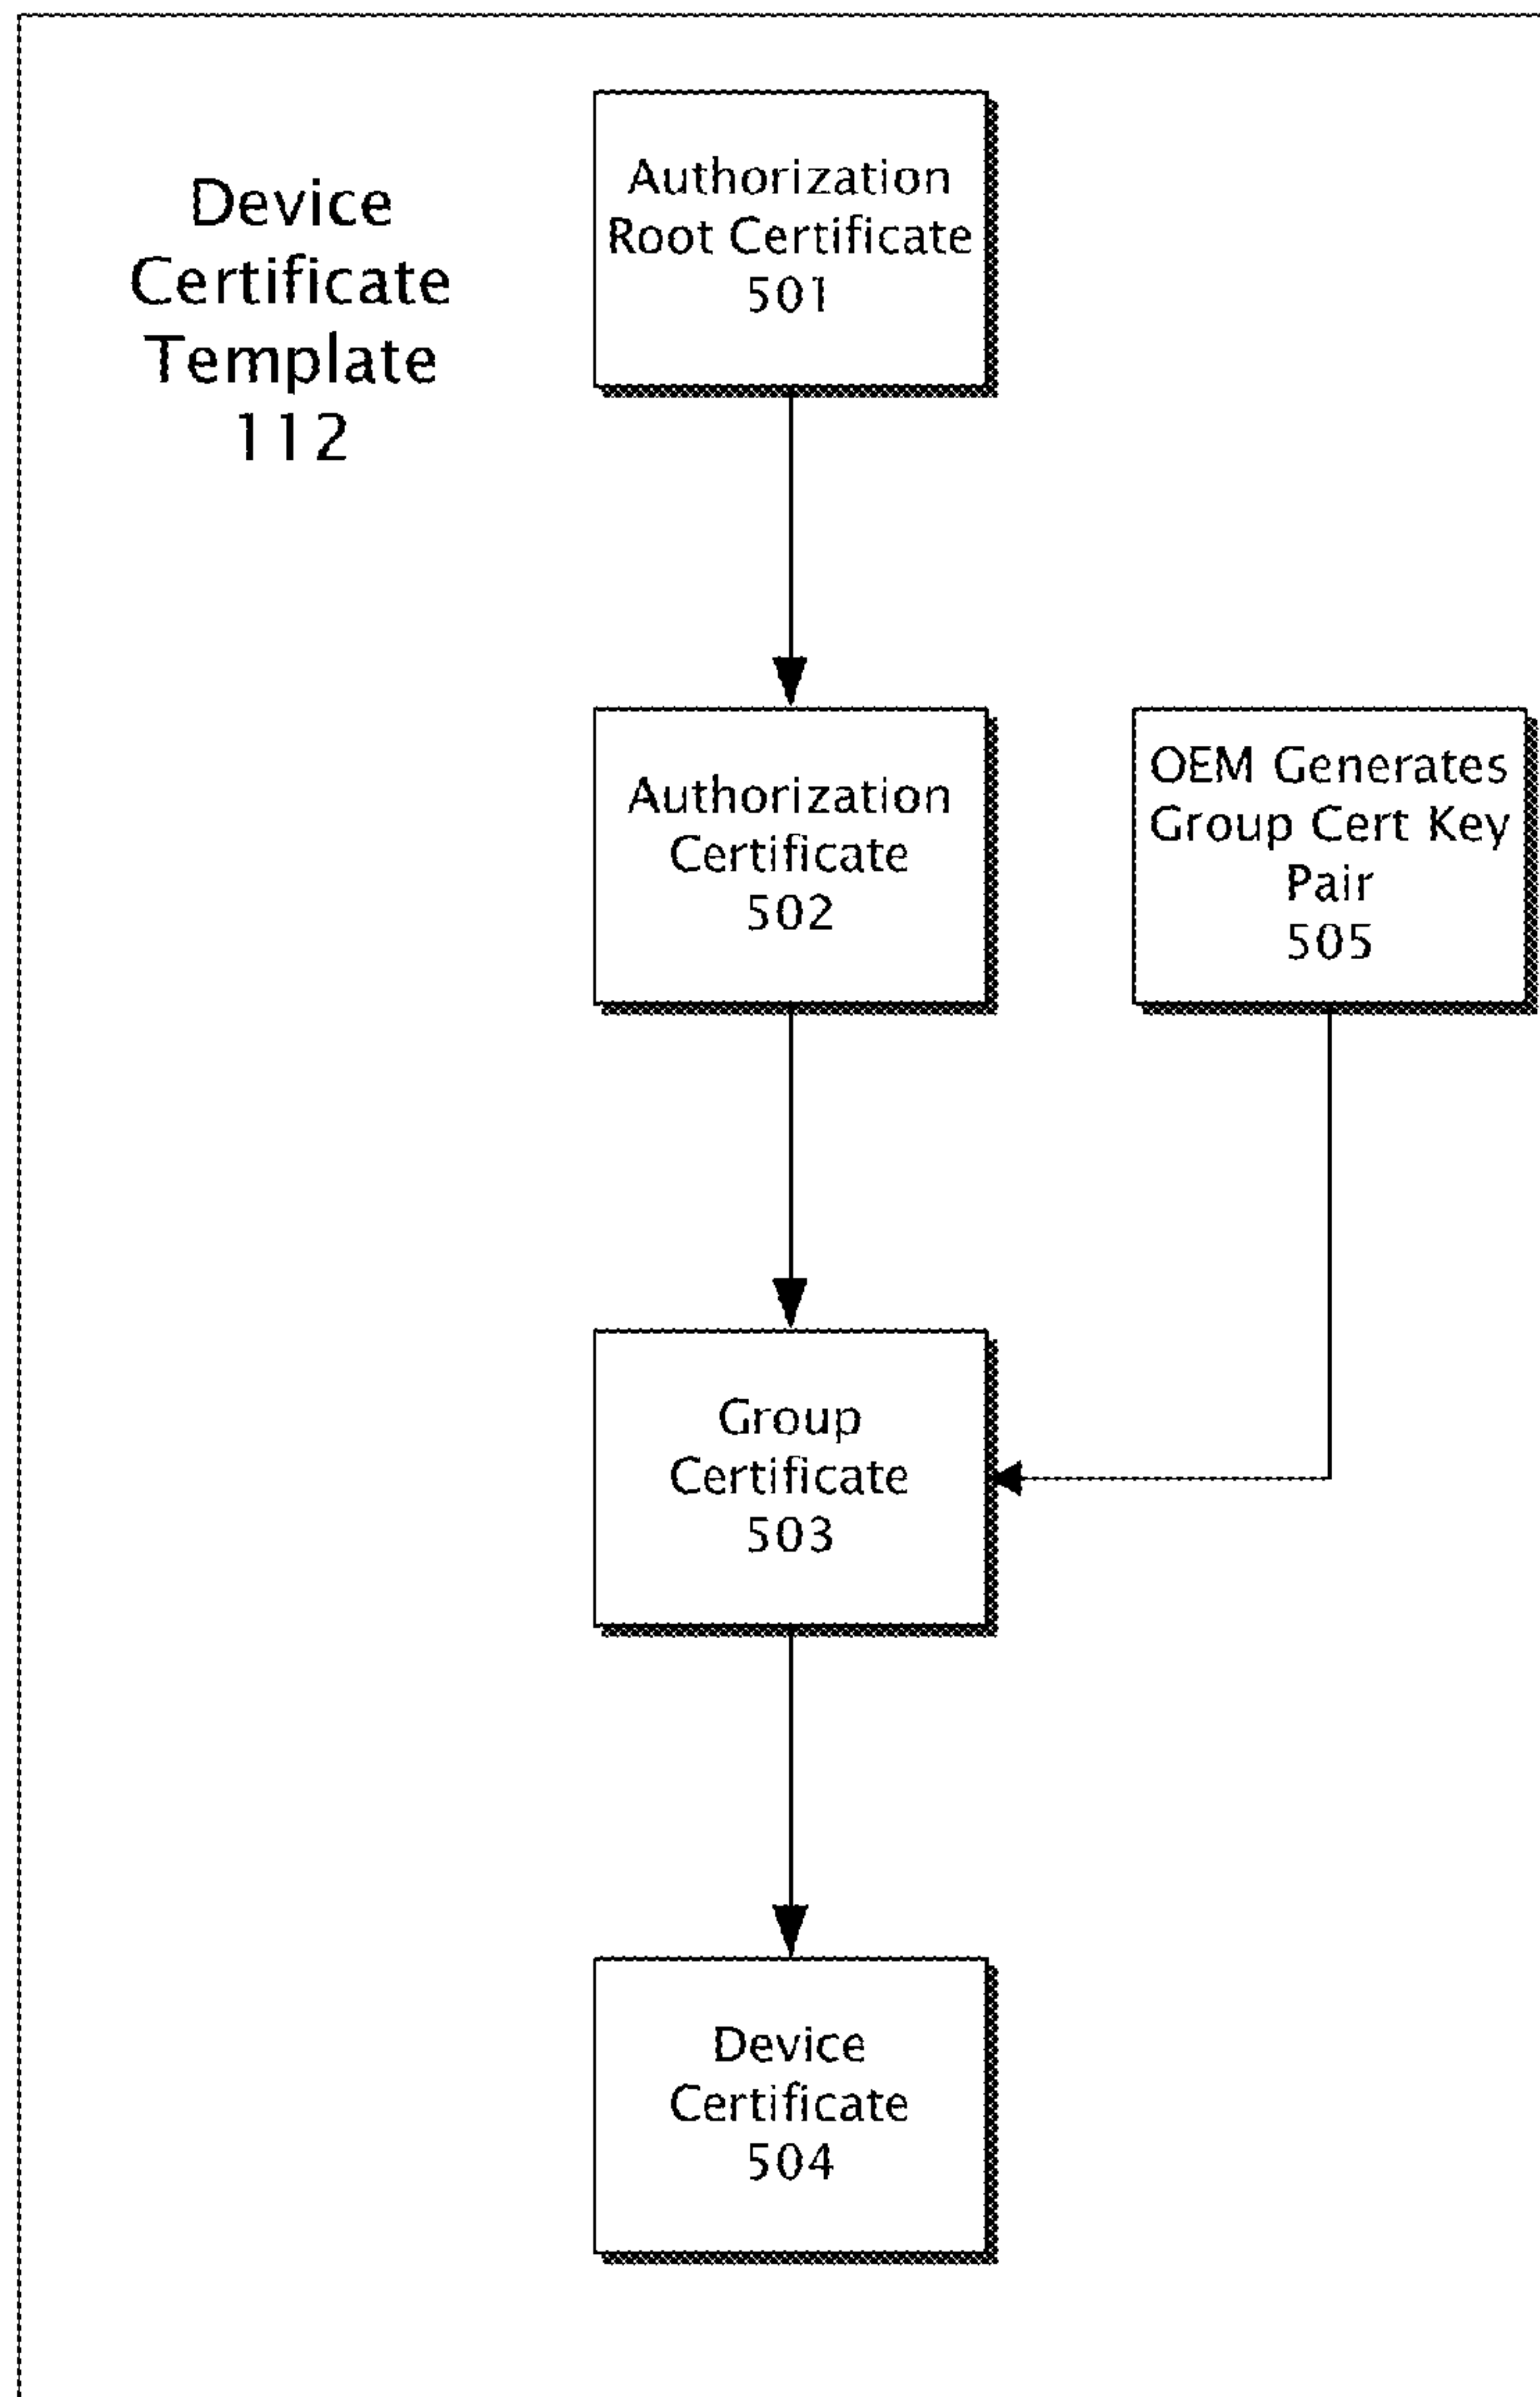 Device
Certificate
Template
112
Authorization
Root Certificate
501
Authorization
Certificate
502
OEM Generates
Group Cert Key
Pair
505
Group
Certificate
503
Device
Certificate
504